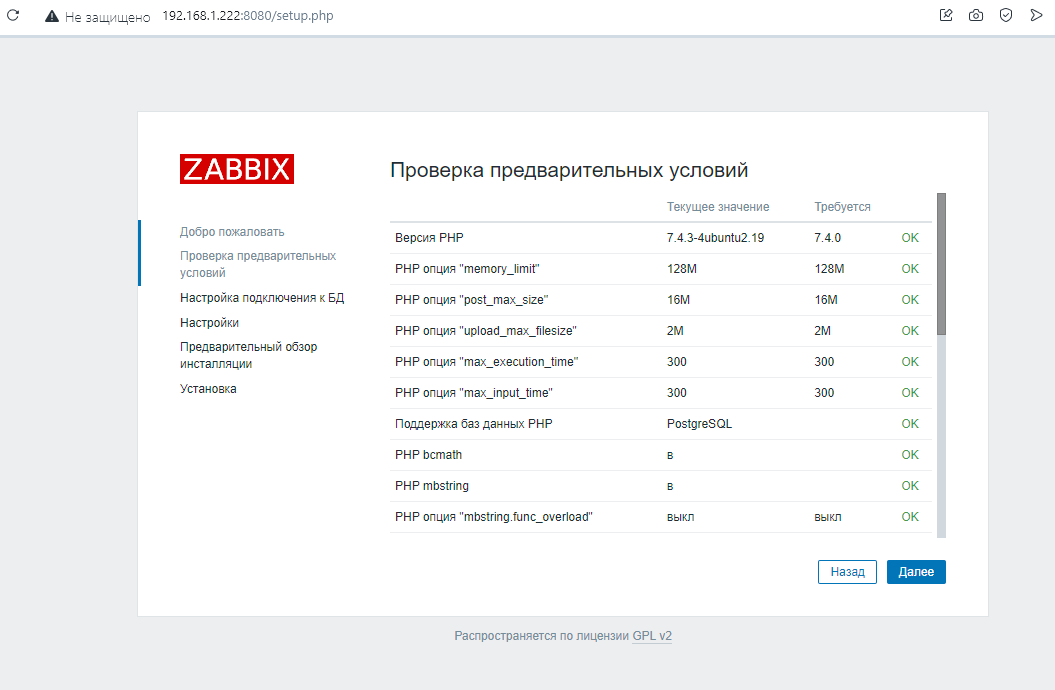 Не защищено 192.168.1.222:8080/setup.php
ZABBIX
Добро пожаловать
Проверка предварительных
условий
Настройка подключения к БД
Настройки
Предварительный обзор
инсталляции
Установка
Проверка предварительных условий
Текущее значение Требуется
Версия PHP 7.4.3-4ubuntu2.19 7.4.0 OK
PHP опция "memory_limit" 128M 128M OK
PHP опция "post_max_size" 16M 16M OK
PHP опция "upload_max_filesize" 2M 2M OK
PHP опция "max_execution_time" 300 300 OK
PHP опция "max_input_time" 300 300 OK
Поддержка баз данных PHP PostgreSQL OK
PHP bcmath в OK
PHP mbstring в OK
PHP опция "mbstring.func_overload" выкл выкл OK
Назад Далее
Распространяется по лицензии GPL v2